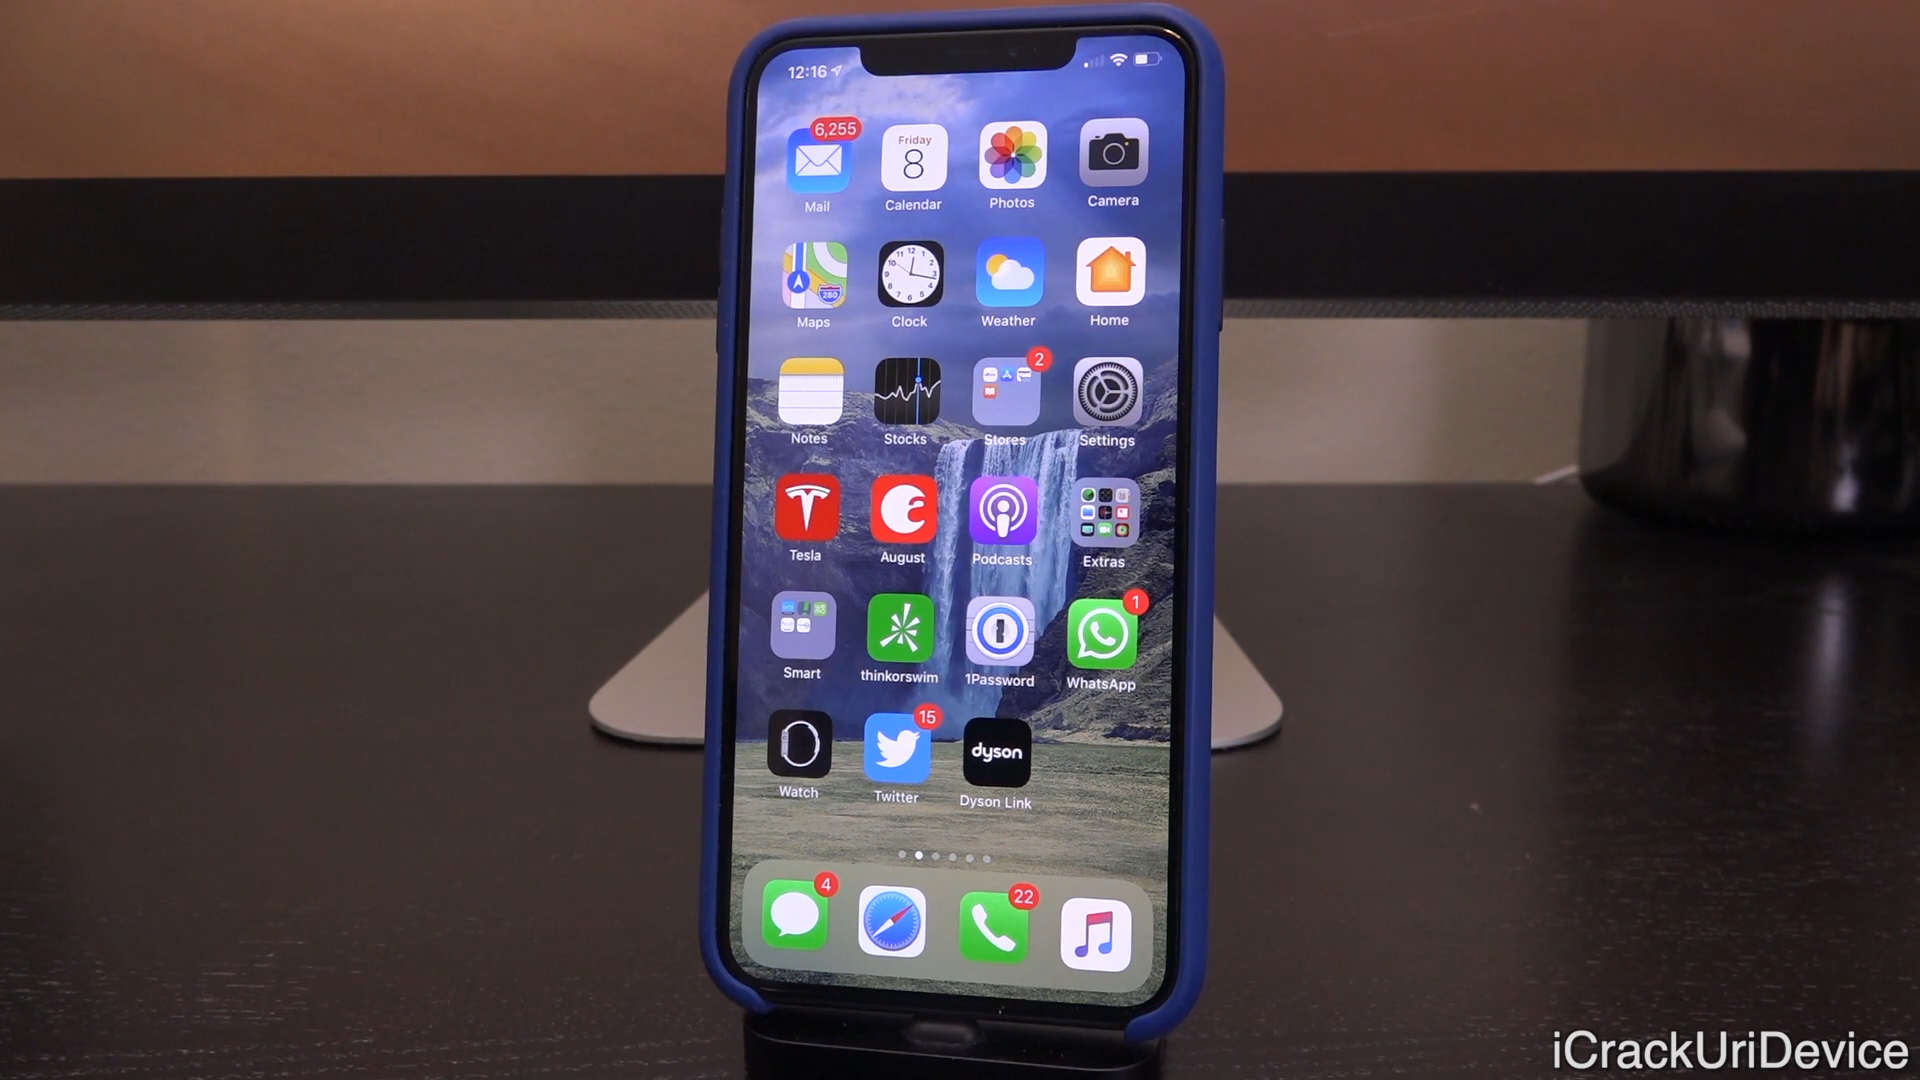 12:16
6,255
Friday
8
Mail
Calendar
Photos
Camera
280
Maps
Clock
Weather
Home
2
Notes
Stocks
Stores
Settings
Tesla
August
Podcasts
Extras
1
Smart
thinkorswim
1Password
WhatsApp
15
dyson
Watch
Twitter
Dyson Link
4
22
iCrackUriDevice